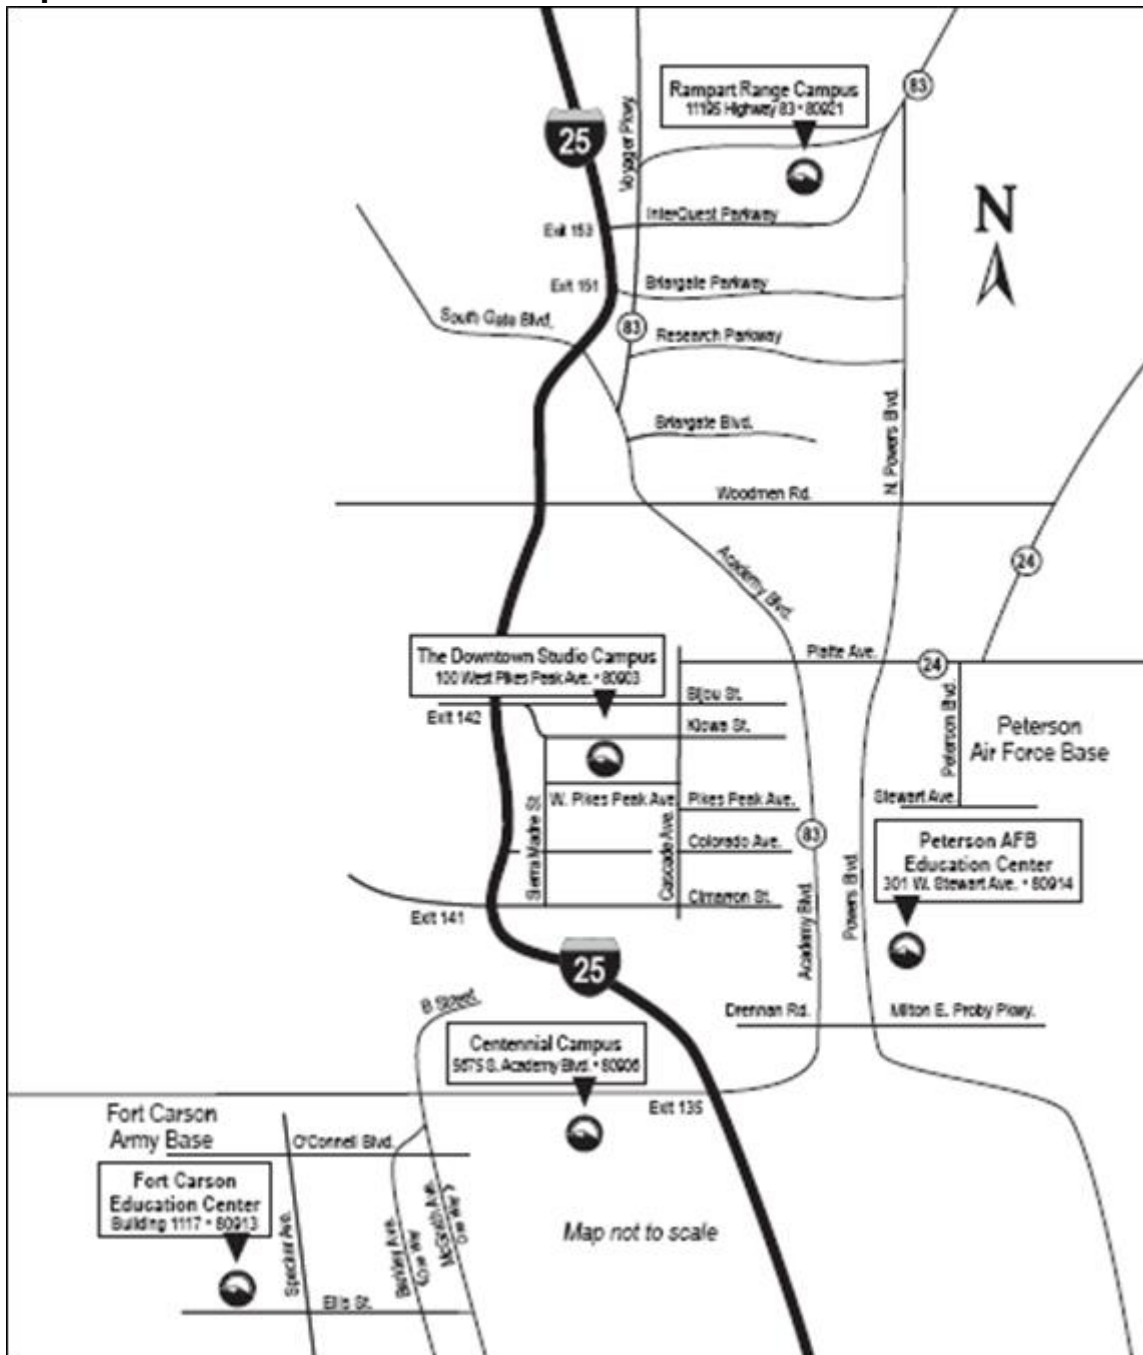 83
Rampart Range Campus
11195 Highway 83 • 80921
25
Voyager Pkwy
N
InterQuest Parkway
Exit 153
Exit 151
Briargate Parkway
South Gate Blvd.
83
Research Parkway
Briargate Blvd.
N. Powers Blvd.
Woodmen Rd.
24
Academy Blvd.
The Downtown Studio Campus
100 West Pikes Peak Ave. • 80903
Platte Ave.
24
Exit 142
Bijou St.
Kiowa St.
Peterson Blvd.
Peterson
Air Force Base
Sierra Madre St.
W. Pikes Peak Ave.
Pikes Peak Ave.
Stewart Ave.
Cascade Ave.
Colorado Ave.
83
Peterson AFB
Education Center
301 W. Stewart Ave. • 80914
Exit 141
Cimarron St.
Academy Blvd.
Powers Blvd.
25
B Street
Drennan Rd.
Milton E. Proby Pkwy.
Centennial Campus
5675 S. Academy Blvd. • 80906
Exit 135
Fort Carson
Army Base
O'Connell Blvd.
Fort Carson
Education Center
Building 1117 • 80913
Specker Ave.
McGrath Ave.
One Way
Map not to scale
Ellis St.